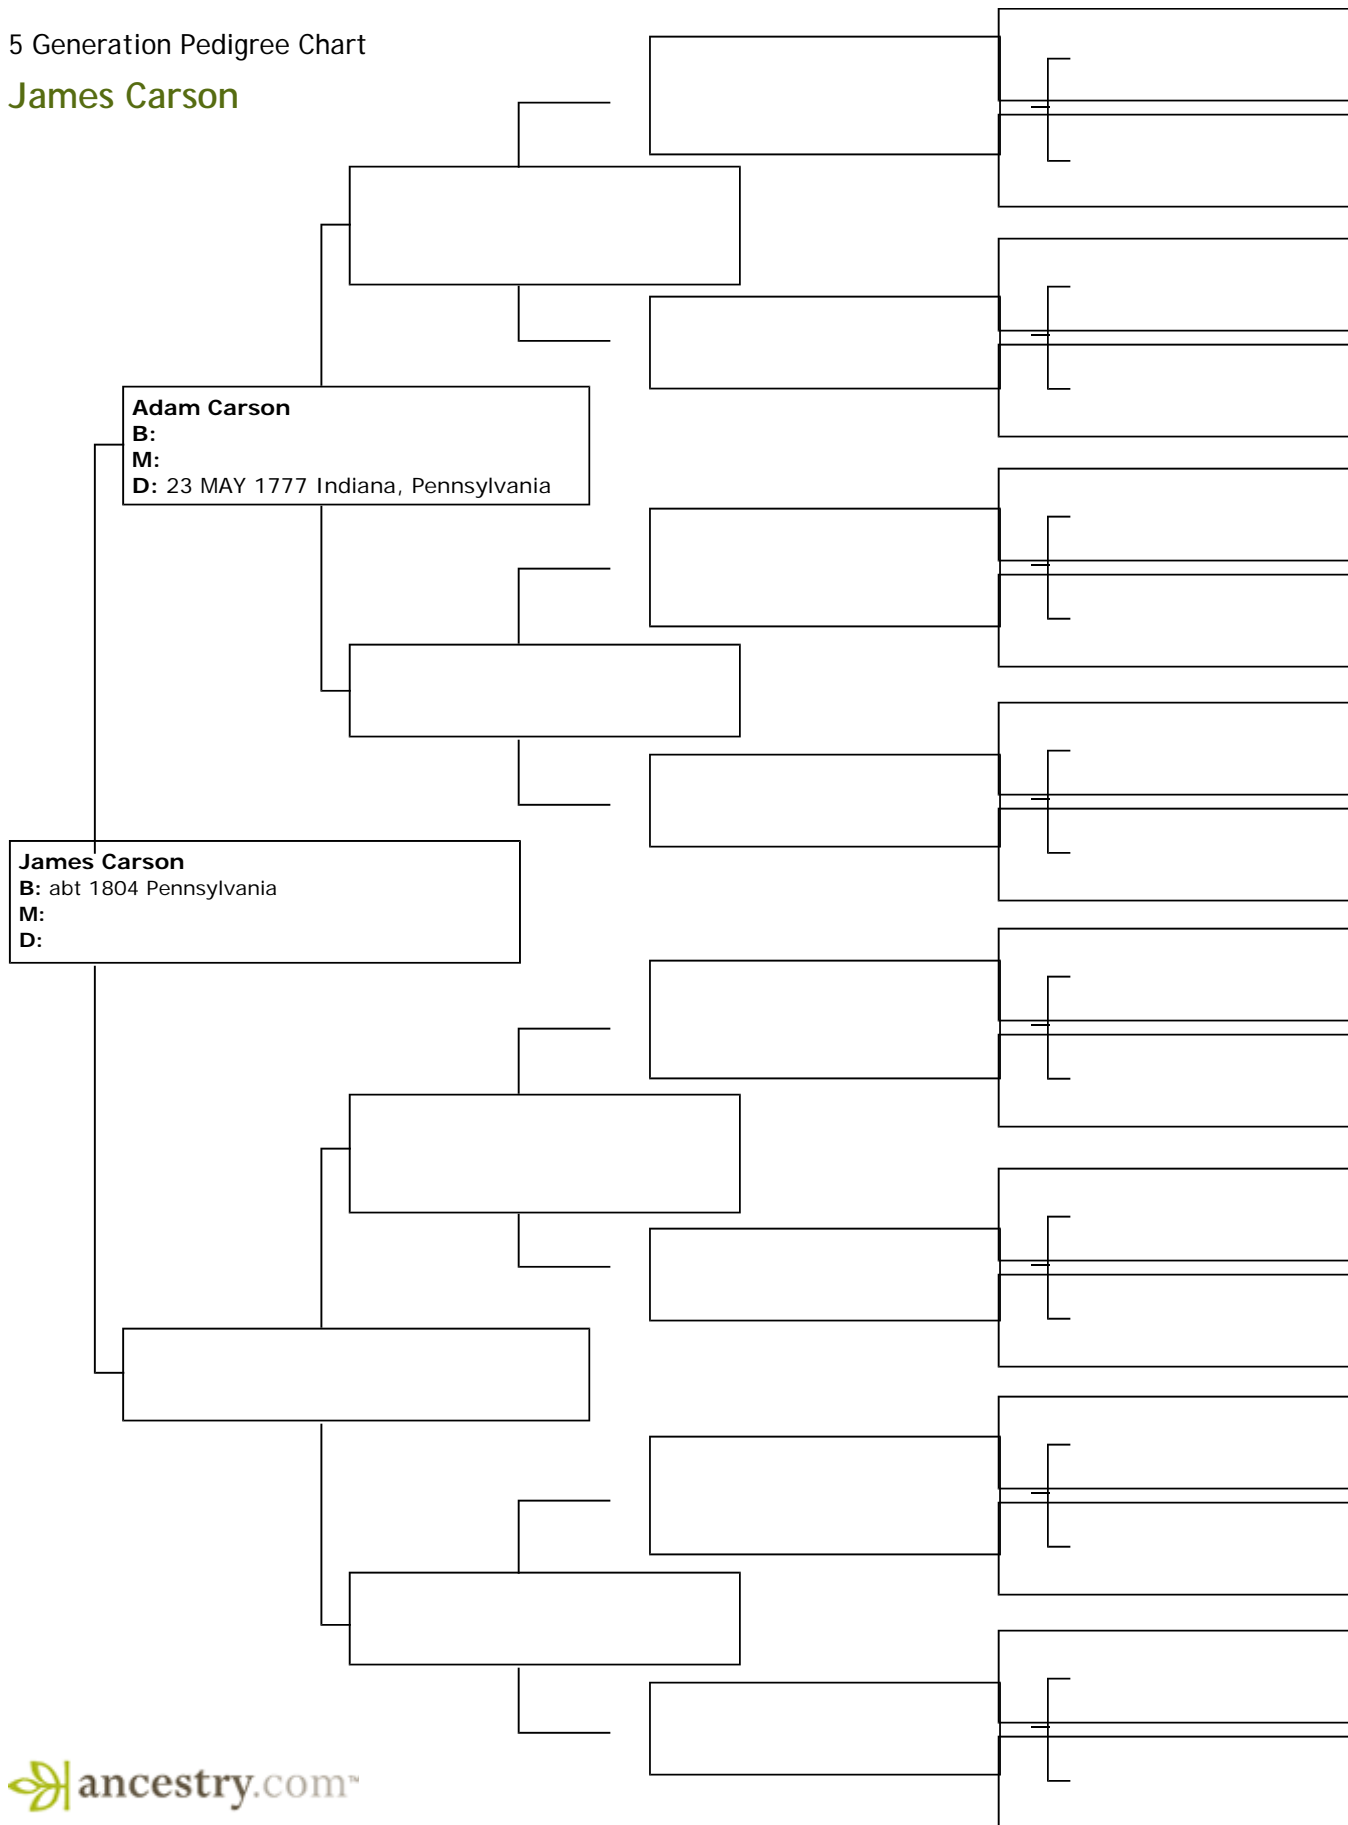 5 Generation Pedigree Chart
James Carson
Adam Carson
B:
M:
D: 23 MAY 1777 Indiana, Pennsylvania
James Carson
B: abt 1804 Pennsylvania
M:
D:
ancestry.com™